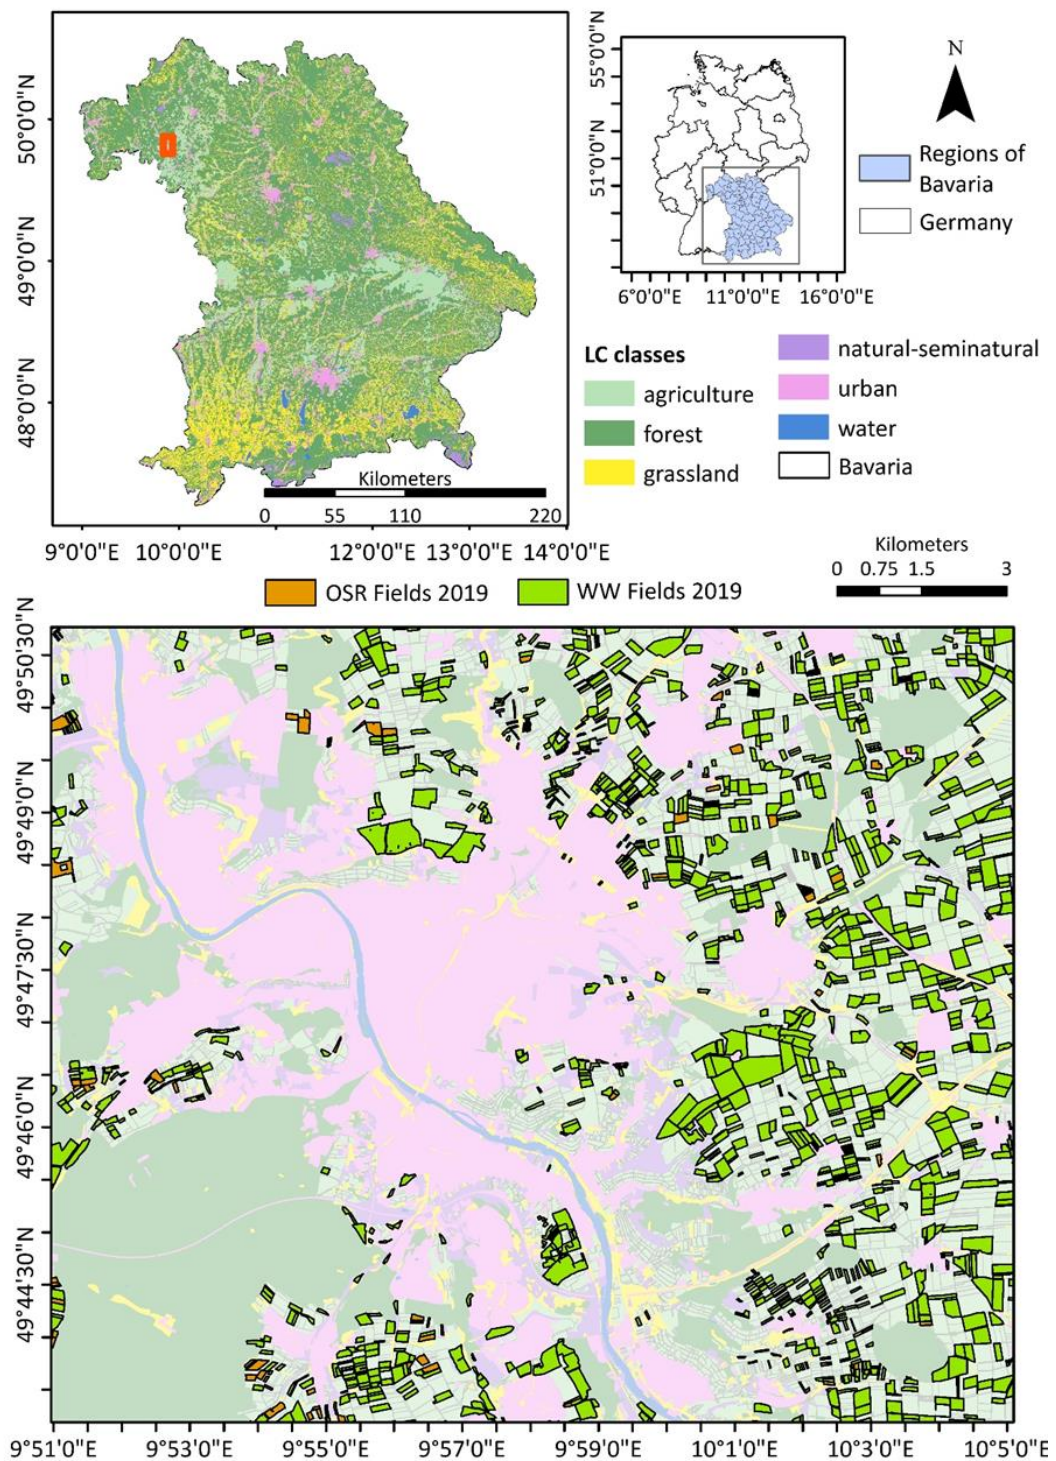 50°0'0"N
49°0'0"N
48°0'0"N
Kilometers
0 55 110 220
9°0'0"E 10°0'0"E 12°0'0"E 13°0'0"E 14°0'0"E
55°0'0"N
51°0'0"N
6°0'0"E 11°0'0"E 16°0'0"E
N
Regions of
Bavaria
Germany
LC classes
agriculture
forest
grassland
natural-seminatural
urban
water
Bavaria
Kilometers
0 0.75 1.5 3
OSR Fields 2019 WW Fields 2019
49°50'30"N
49°49'0"N
49°47'30"N
49°46'0"N
49°44'30"N
9°51'0"E 9°53'0"E 9°55'0"E 9°57'0"E 9°59'0"E 10°1'0"E 10°3'0"E 10°5'0"E